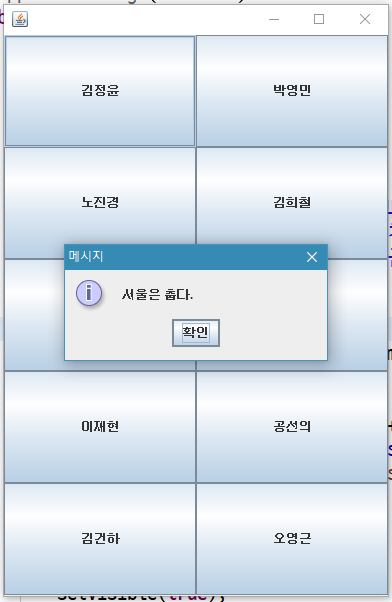 김정윤
박영민
노진경
김희철
메시지
서울은 춥다.
확인
이재현
공선의
김건하
오영근
setVisible(true);